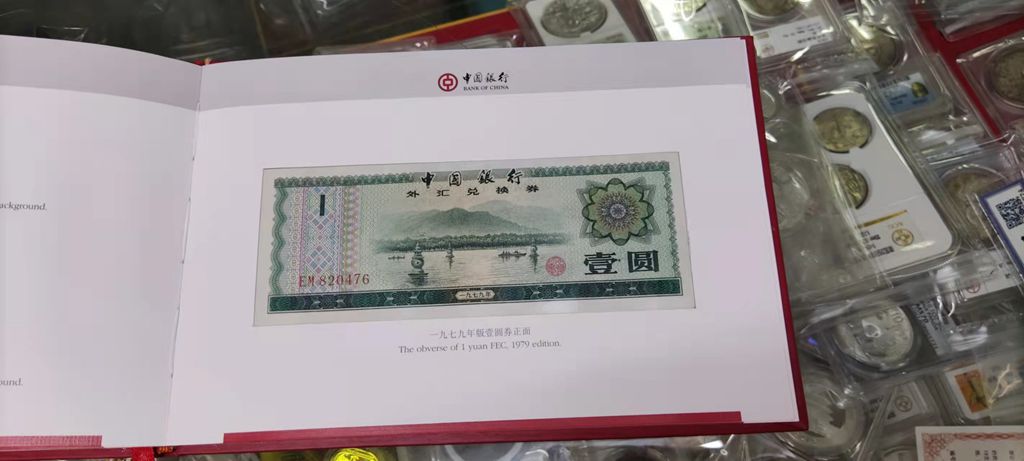 ackground.
ound.
中国银行
BANK OF CHINA
中国银行
外汇兑换券
1
EM 820476
壹圆
一九七九年
一九七九年版壹圆券正面
The obverse of 1 yuan FEC, 1979 edition.